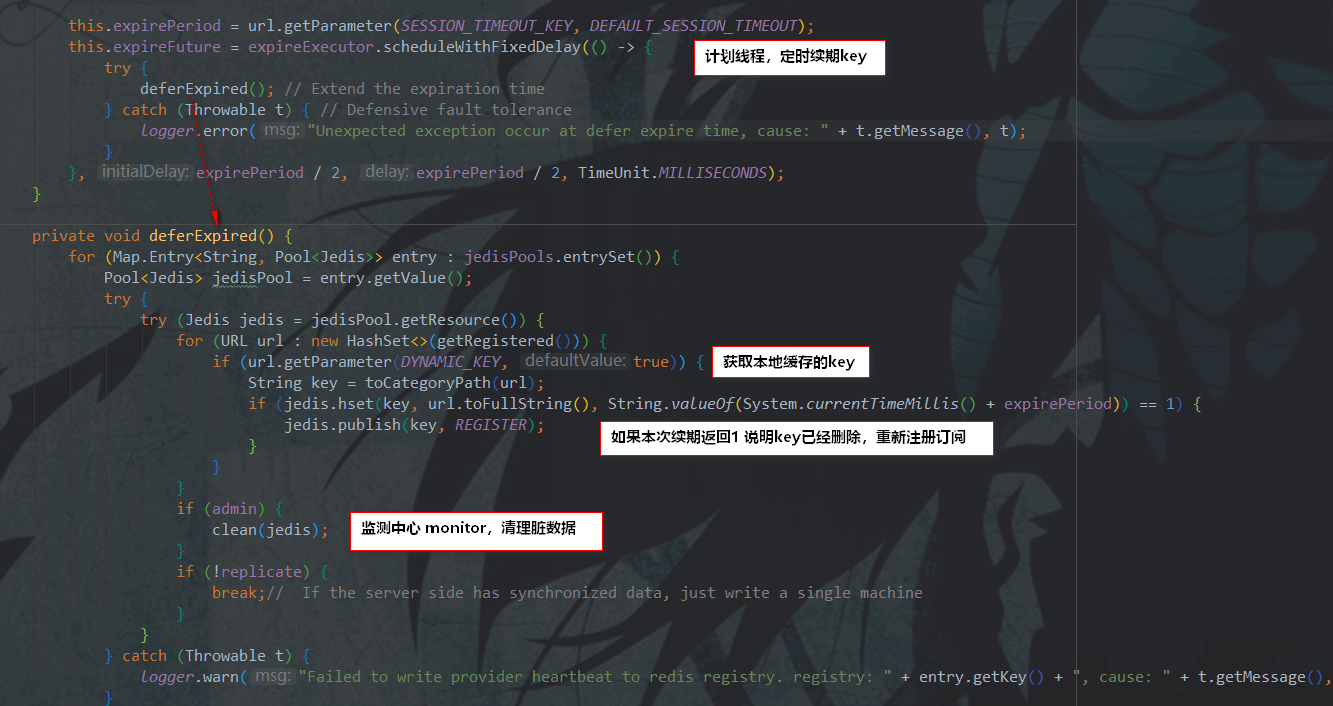 this.expirePeriod = url.getParameter(SESSION_TIMEOUT_KEY, DEFAULT_SESSION_TIMEOUT);
this.expireFuture = expireExecutor.scheduleWithFixedDelay(() -> {
计划线程，定时续期key
try {
deferExpired(); // Extend the expiration time
} catch (Throwable t) { // Defensive fault tolerance
logger.error( msg: "Unexpected exception occur at defer expire time, cause: " + t.getMessage(), t);
}
}, initialDelay: expirePeriod / 2, delay: expirePeriod / 2, TimeUnit.MILLISECONDS);
}
private void deferExpired() {
for (Map.Entry<String, Pool<Jedis>> entry : jedisPools.entrySet()) {
Pool<Jedis> jedisPool = entry.getValue();
try {
try (Jedis jedis = jedisPool.getResource()) {
for (URL url : new HashSet<>(getRegistered())) {
if (url.getParameter(DYNAMIC_KEY, defaultValue: true)) {
获取本地缓存的key
String key = toCategoryPath(url);
if (jedis.hset(key, url.toFullString(), String.valueOf(System.currentTimeMillis() + expirePeriod)) == 1) {
jedis.publish(key, REGISTER);
如果本次续期返回1 说明key已经删除，重新注册订阅
}
}
}
if (admin) {
clean(jedis);
监测中心 monitor，清理脏数据
}
if (!replicate) {
break;//  If the server side has synchronized data, just write a single machine
}
}
} catch (Throwable t) {
logger.warn( msg: "Failed to write provider heartbeat to redis registry. registry: " + entry.getKey() + ", cause: " + t.getMessage(),
}